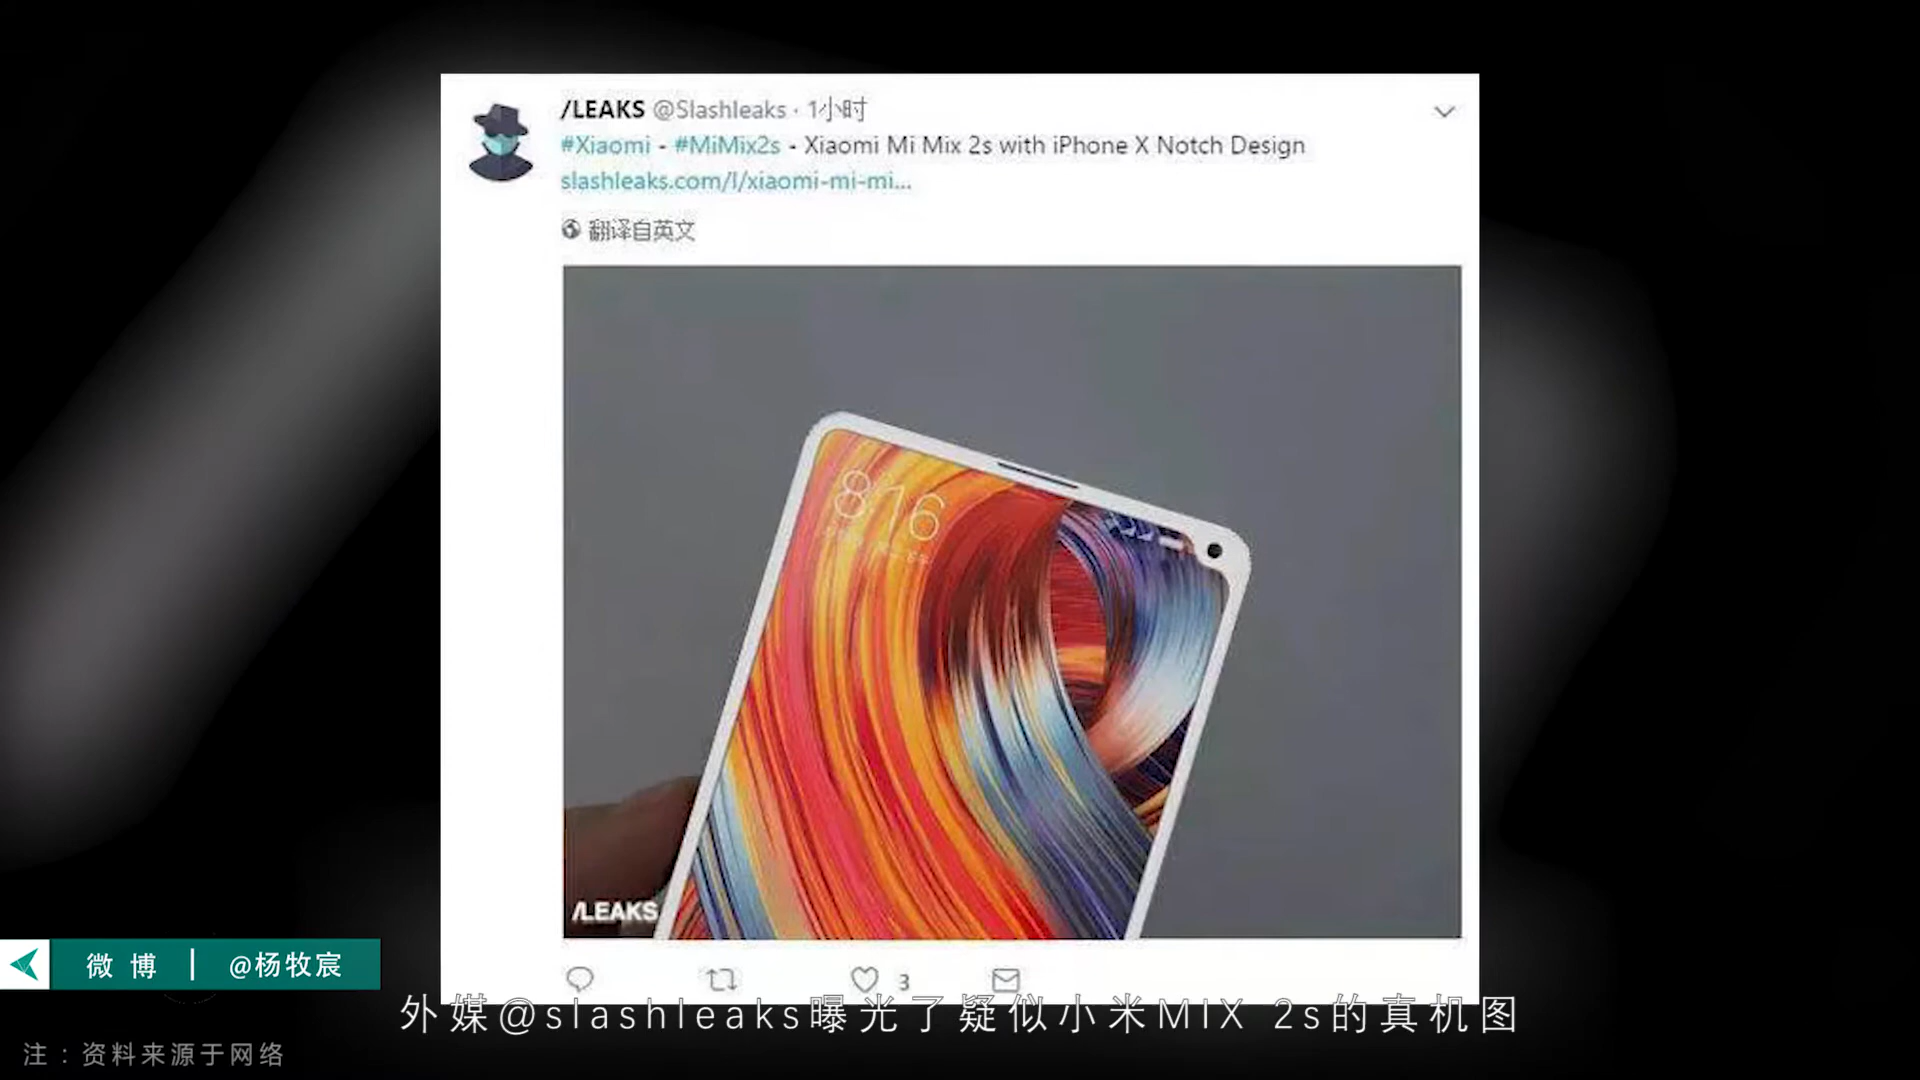 /LEAKS @Slashleaks · 1小时
#Xiaomi - #MiMix2s - Xiaomi Mi Mix 2s with iPhone X Notch Design
slashleaks.com/l/xiaomi-mi-mi...
翻译自英文
8:16
/LEAKS
3
微博 | @杨牧宸
外媒@slashleaks曝光了疑似小米MIX 2s的真机图
注：资料来源于网络